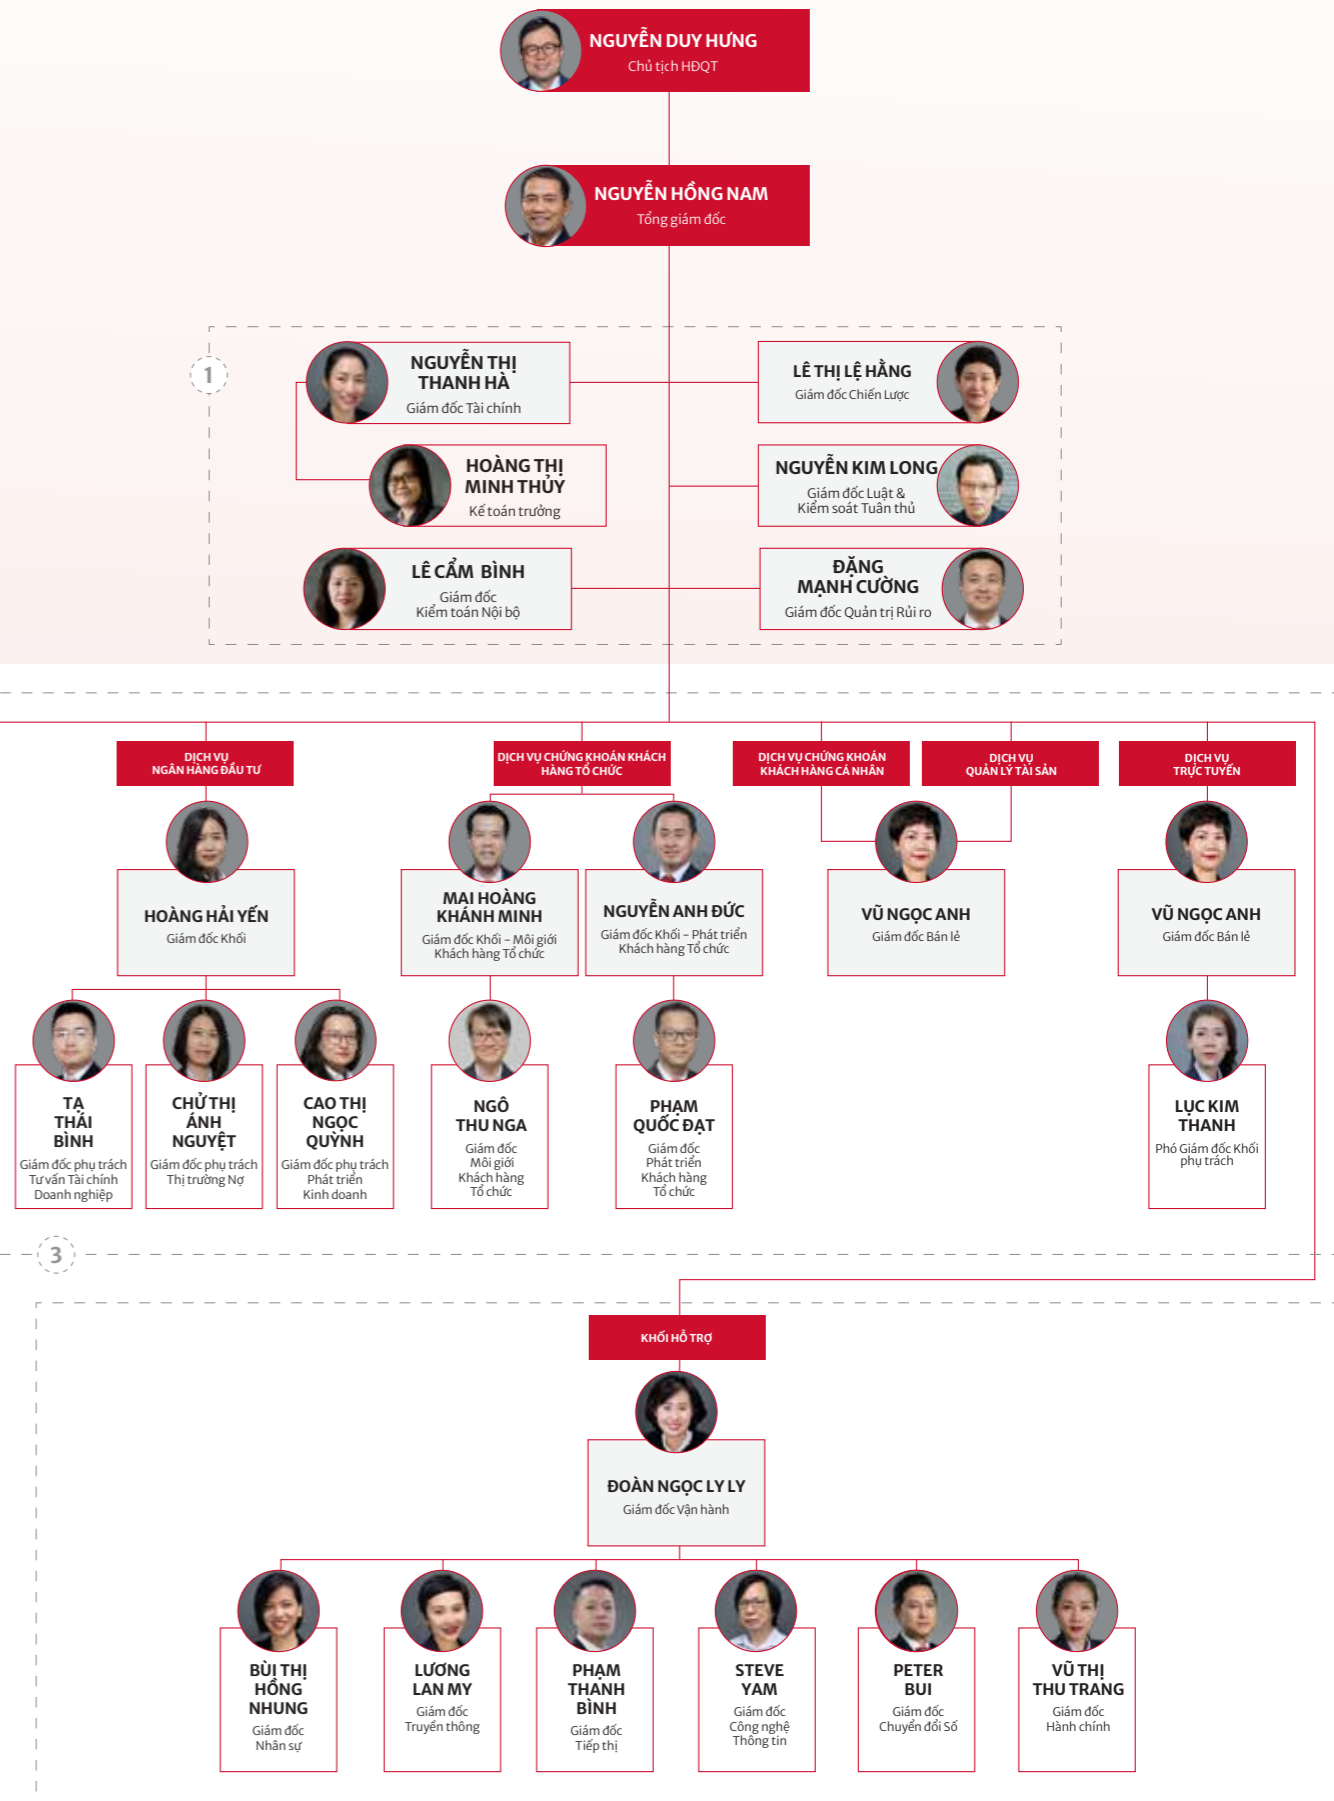 NGUYỄN DUY HƯNG
Chủ tịch HĐQT
NGUYỄN HỒNG NAM
Tổng giám đốc
1
NGUYỄN THỊ
THANH HÀ
Giám đốc Tài chính
LÊ THỊ LỆ HẰNG
Giám đốc Chiến Lược
HOÀNG THỊ
MINH THỦY
Kế toán trưởng
NGUYỄN KIM LONG
Giám đốc Luật &
Kiểm soát Tuân thủ
LÊ CẨM BÌNH
Giám đốc
Kiểm toán Nội bộ
ĐẶNG
MẠNH CƯỜNG
Giám đốc Quản trị Rủi ro
DỊCH VỤ
NGÂN HÀNG ĐẦU TƯ
DỊCH VỤ CHỨNG KHOÁN KHÁCH
HÀNG TỔ CHỨC
DỊCH VỤ CHỨNG KHOÁN
KHÁCH HÀNG CÁ NHÂN
DỊCH VỤ
QUẢN LÝ TÀI SẢN
DỊCH VỤ
TRỰC TUYẾN
HOÀNG HẢI YẾN
Giám đốc Khối
MAI HOÀNG
KHÁNH MINH
Giám đốc Khối – Môi giới
Khách hàng Tổ chức
NGUYỄN ANH ĐỨC
Giám đốc Khối – Phát triển
Khách hàng Tổ chức
VŨ NGỌC ANH
Giám đốc Bán lẻ
VŨ NGỌC ANH
Giám đốc Bán lẻ
TẠ
THÁI
BÌNH
Giám đốc phụ trách
Tư vấn Tài chính
Doanh nghiệp
CHỬ THỊ
ÁNH
NGUYỆT
Giám đốc phụ trách
Thị trường Nợ
CAO THỊ
NGỌC
QUỲNH
Giám đốc phụ trách
Phát triển
Kinh doanh
NGÔ
THU NGA
Giám đốc
Môi giới
Khách hàng
Tổ chức
PHẠM
QUỐC ĐẠT
Giám đốc
Phát triển
Khách hàng
Tổ chức
LỤC KIM
THANH
Phó Giám đốc Khối
phụ trách
3
KHỐI HỖ TRỢ
ĐOÀN NGỌC LY LY
Giám đốc Vận hành
BÙI THỊ
HỒNG
NHUNG
Giám đốc
Nhân sự
LƯƠNG
LAN MY
Giám đốc
Truyền thông
PHẠM
THANH
BÌNH
Giám đốc
Tiếp thị
STEVE
YAM
Giám đốc
Công nghệ
Thông tin
PETER
BUI
Giám đốc
Chuyển đổi Số
VŨ THỊ
THU TRANG
Giám đốc
Hành chính